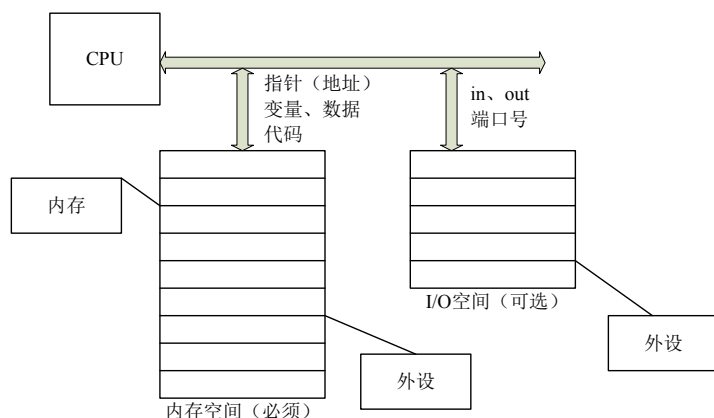 CPU
指针（地址）
变量、数据
代码
in、out
端口号
内存
I/O空间（可选）
外设
外设
内存空间（必须）